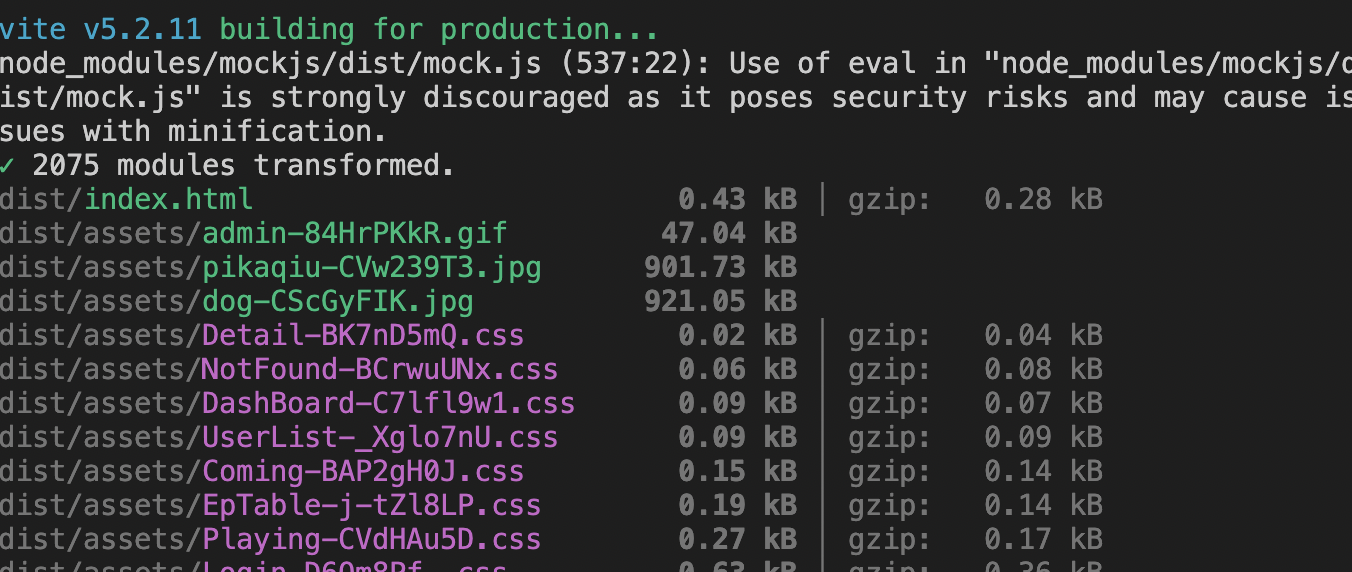 vite v5.2.11 building for production...
node_modules/mockjs/dist/mock.js (537:22): Use of eval in "node_modules/mockjs/d
ist/mock.js" is strongly discouraged as it poses security risks and may cause is
sues with minification.
✓ 2075 modules transformed.
dist/index.html 0.43 kB │ gzip: 0.28 kB
dist/assets/admin-84HrPKkR.gif 47.04 kB
dist/assets/pikaqiu-CVw239T3.jpg 901.73 kB
dist/assets/dog-CScGyFIK.jpg 921.05 kB
dist/assets/Detail-BK7nD5mQ.css 0.02 kB │ gzip: 0.04 kB
dist/assets/NotFound-BCrwuUNx.css 0.06 kB │ gzip: 0.08 kB
dist/assets/DashBoard-C7lfl9w1.css 0.09 kB │ gzip: 0.07 kB
dist/assets/UserList-_Xglo7nU.css 0.09 kB │ gzip: 0.09 kB
dist/assets/Coming-BAP2gH0J.css 0.15 kB │ gzip: 0.14 kB
dist/assets/EpTable-j-tZl8LP.css 0.19 kB │ gzip: 0.14 kB
dist/assets/Playing-CVdHAu5D.css 0.27 kB │ gzip: 0.17 kB
0.63 kB │ gzip: 0.36 kB